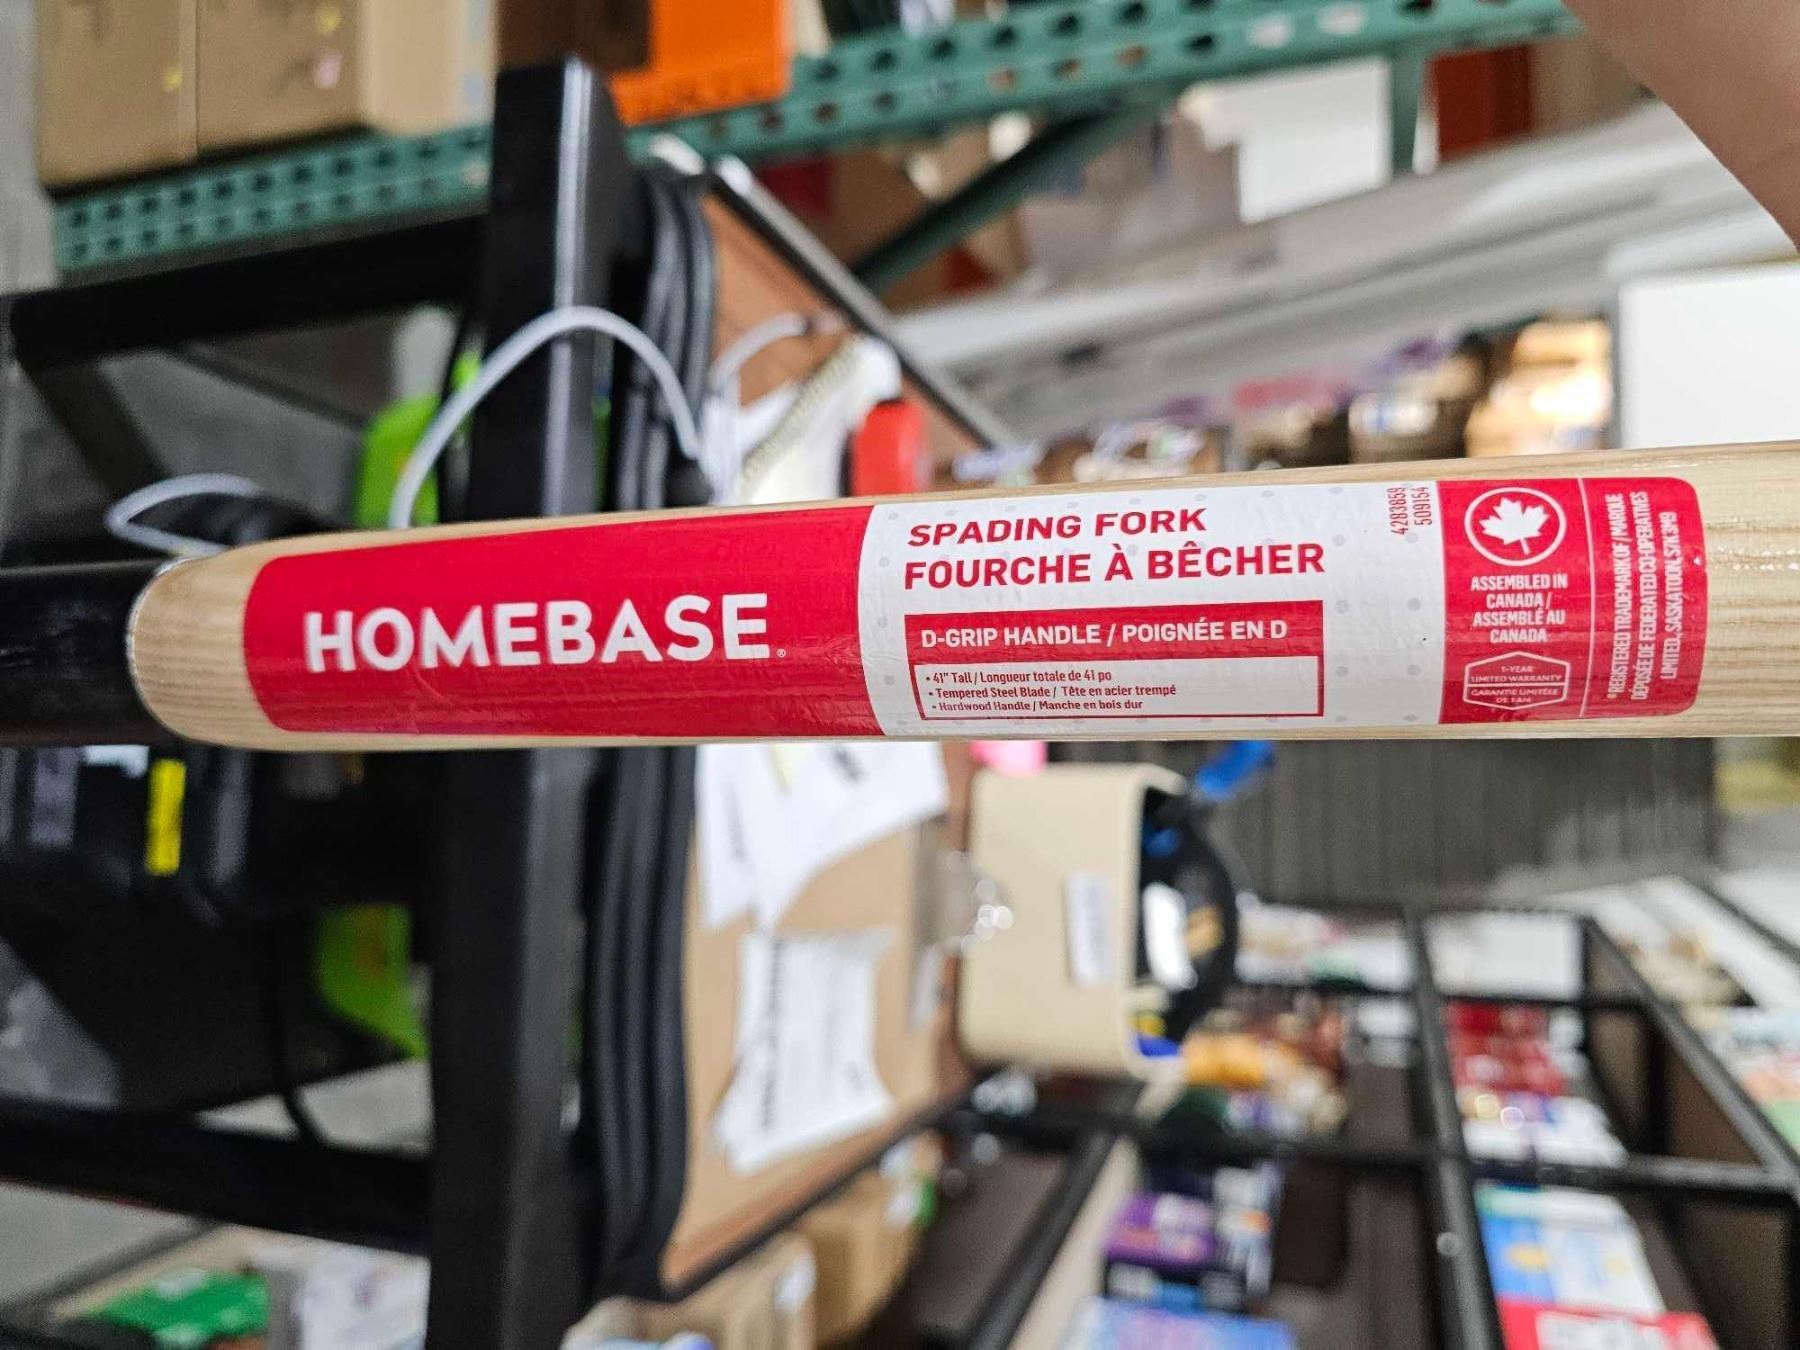 HOMEBASE®
SPADING FORK
FOURCHE À BÊCHER
D-GRIP HANDLE / POIGNÉE EN D
• 41" Tall / Longueur totale de 41 po
• Tempered Steel Blade / Tête en acier trempé
• Hardwood Handle / Manche en bois dur
4283859
509154
ASSEMBLED IN
CANADA /
ASSEMBLÉ AU
CANADA
1-YEAR
LIMITED WARRANTY
GARANTIE LIMITÉE
DE 1 AN
®REGISTERED TRADEMARK OF / MARQUE
DÉPOSÉE DE FEDERATED CO-OPERATIVES
LIMITED, SASKATOON, S7K 3M9